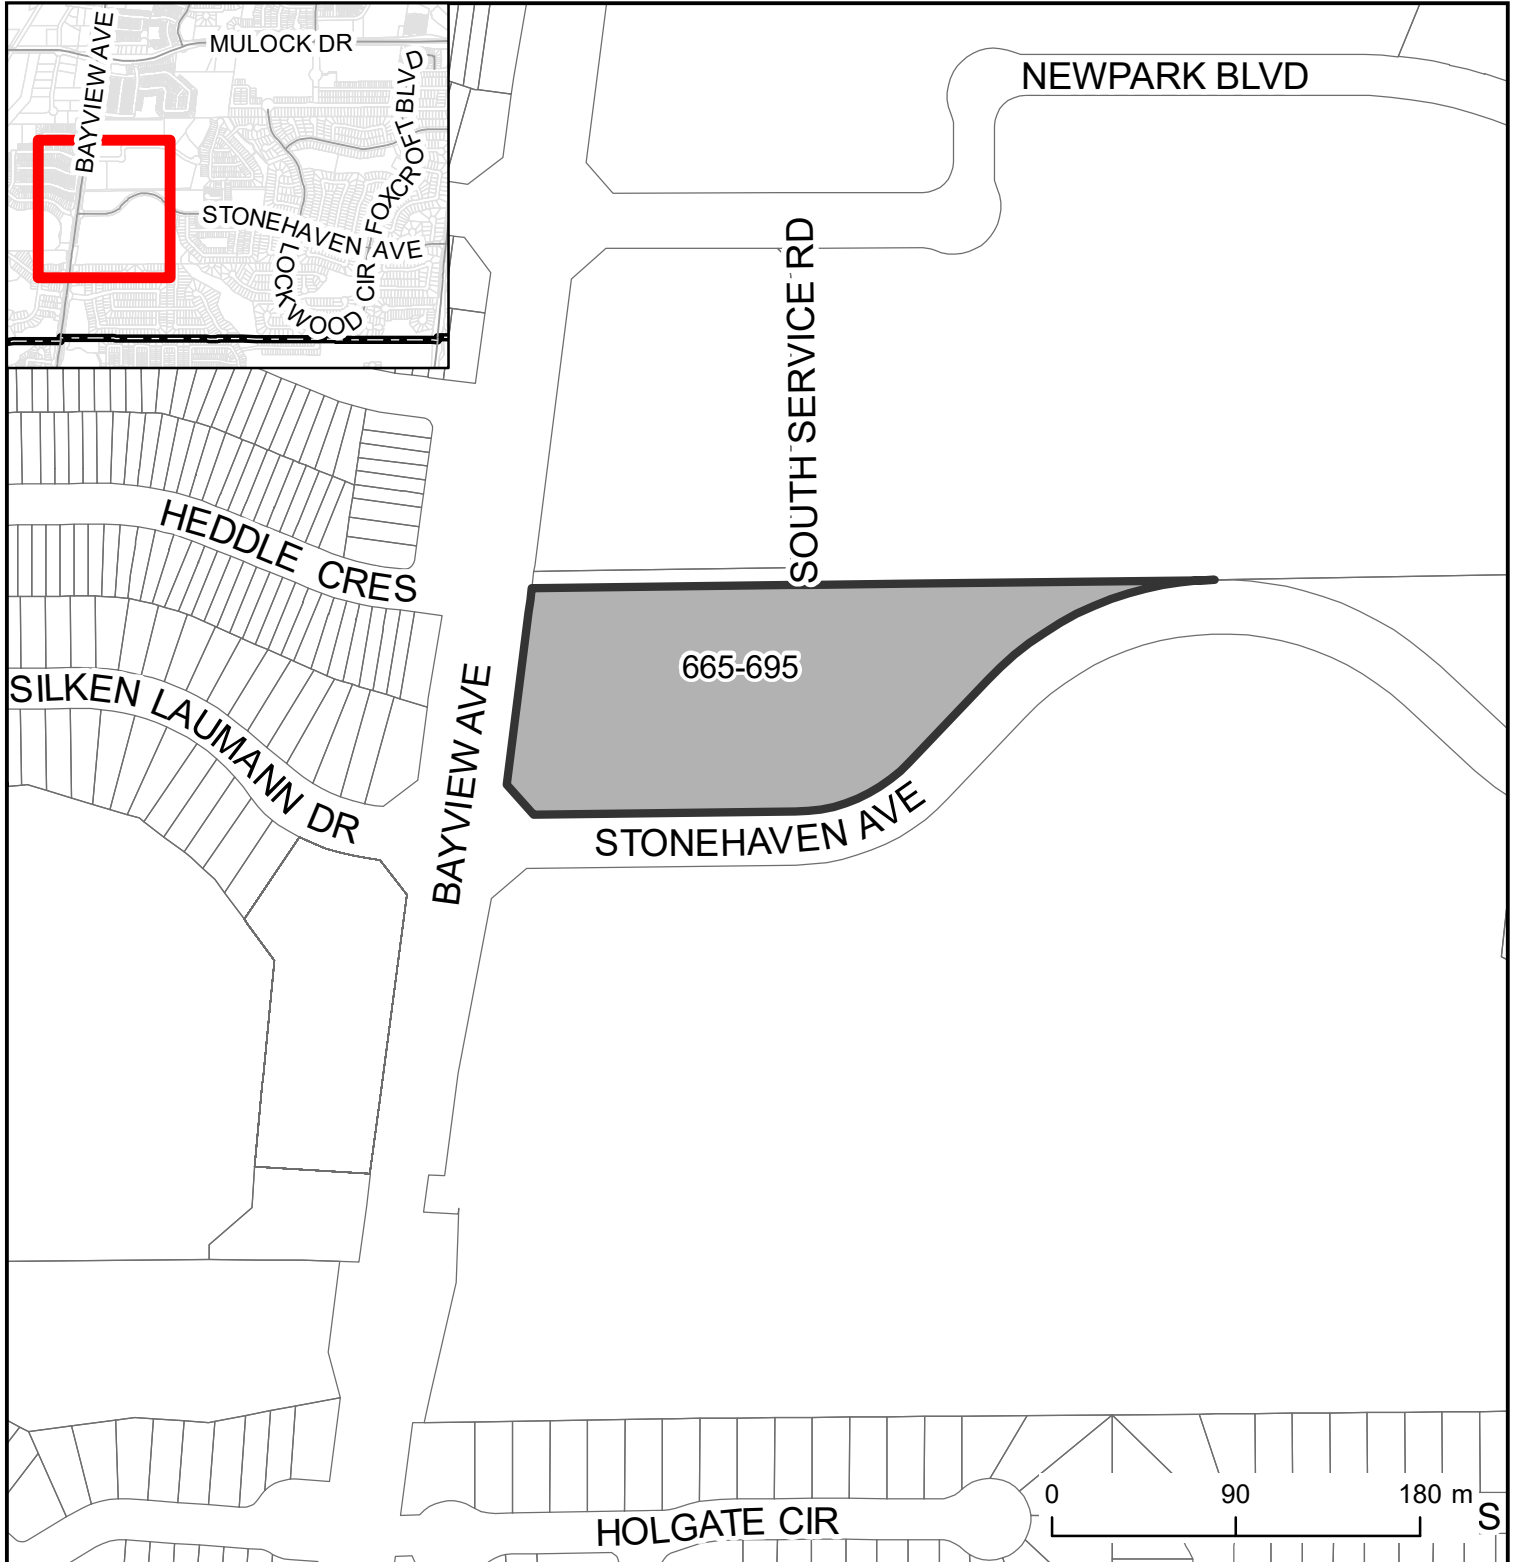 MULOCK DR
BAYVIEW AVE
FOXCROFT BLVD
STONEHAVEN AVE
LOCKWOOD CIR
NEWPARK BLVD
SOUTH SERVICE RD
HEDDLE CRES
SILKEN LAUMANN DR
665-695
BAYVIEW AVE
STONEHAVEN AVE
0 90 180 m
HOLGATE CIR
S